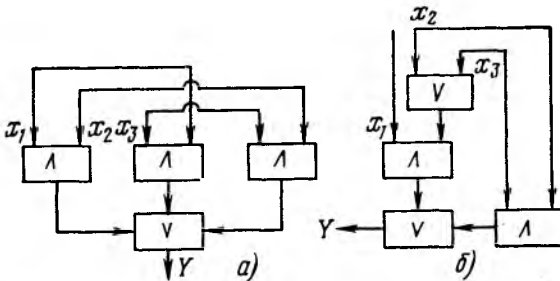 x₂
x₃
x₁ x₂ x₃ x₁
V
Λ Λ Λ Λ
V Y V Λ
Y а) б)